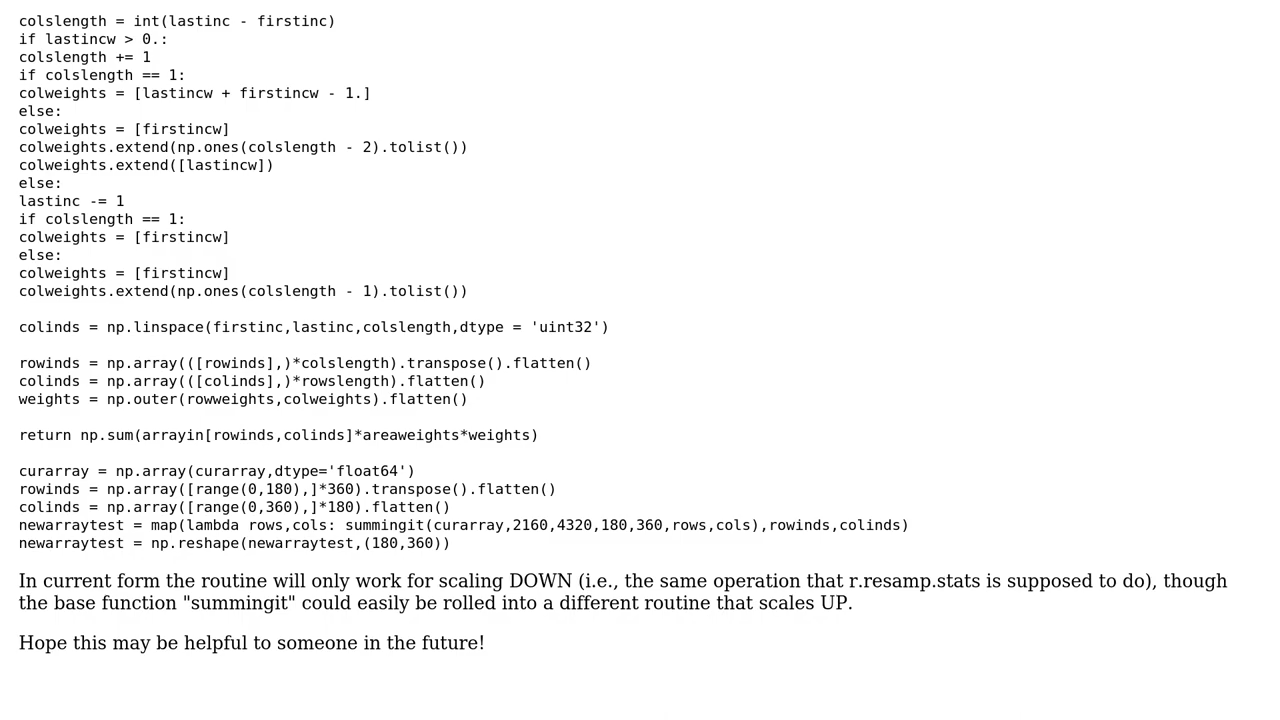 colslength = int(lastinc - firstinc)
if lastincw > 0.:
colslength += 1
if colslength == 1:
colweights = [lastincw + firstincw - 1.]
else:
colweights = [firstincw]
colweights.extend(np.ones(colslength - 2).tolist())
colweights.extend([lastincw])
else:
lastinc -= 1
if colslength == 1:
colweights = [firstincw]
else:
colweights = [firstincw]
colweights.extend(np.ones(colslength - 1).tolist())

colinds = np.linspace(firstinc,lastinc,colslength,dtype = 'uint32')

rowinds = np.array(([rowinds],)*colslength).transpose().flatten()
colinds = np.array(([colinds],)*rowslength).flatten()
weights = np.outer(rowweights,colweights).flatten()

return np.sum(arrayin[rowinds,colinds]*areaweights*weights)

curarray = np.array(curarray,dtype='float64')
rowinds = np.array([range(0,180),]*360).transpose().flatten()
colinds = np.array([range(0,360),]*180).flatten()
newarraytest = map(lambda rows,cols: summingit(curarray,2160,4320,180,360,rows,cols),rowinds,colinds)
newarraytest = np.reshape(newarraytest,(180,360))

In current form the routine will only work for scaling DOWN (i.e., the same operation that r.resamp.stats is supposed to do), though
the base function "summingit" could easily be rolled into a different routine that scales UP.

Hope this may be helpful to someone in the future!